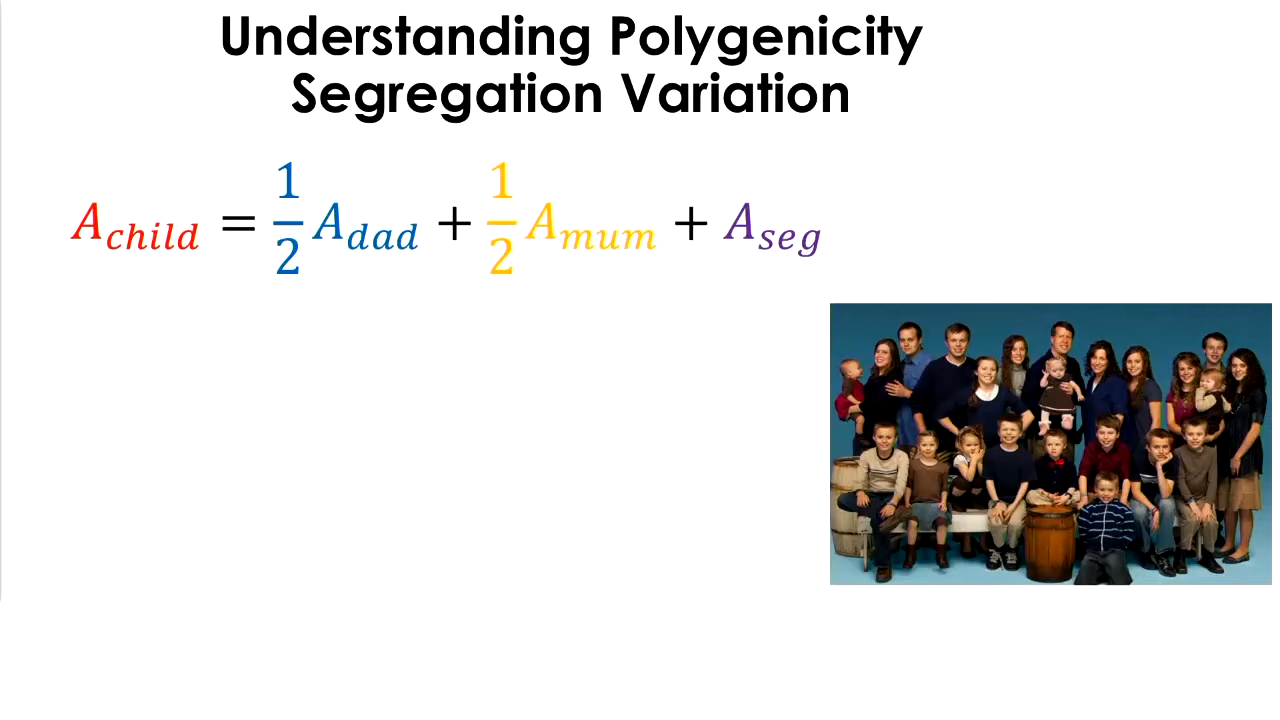 Understanding Polygenicity
Segregation Variation
A_child = 1/2 A_dad + 1/2 A_mum + A_seg